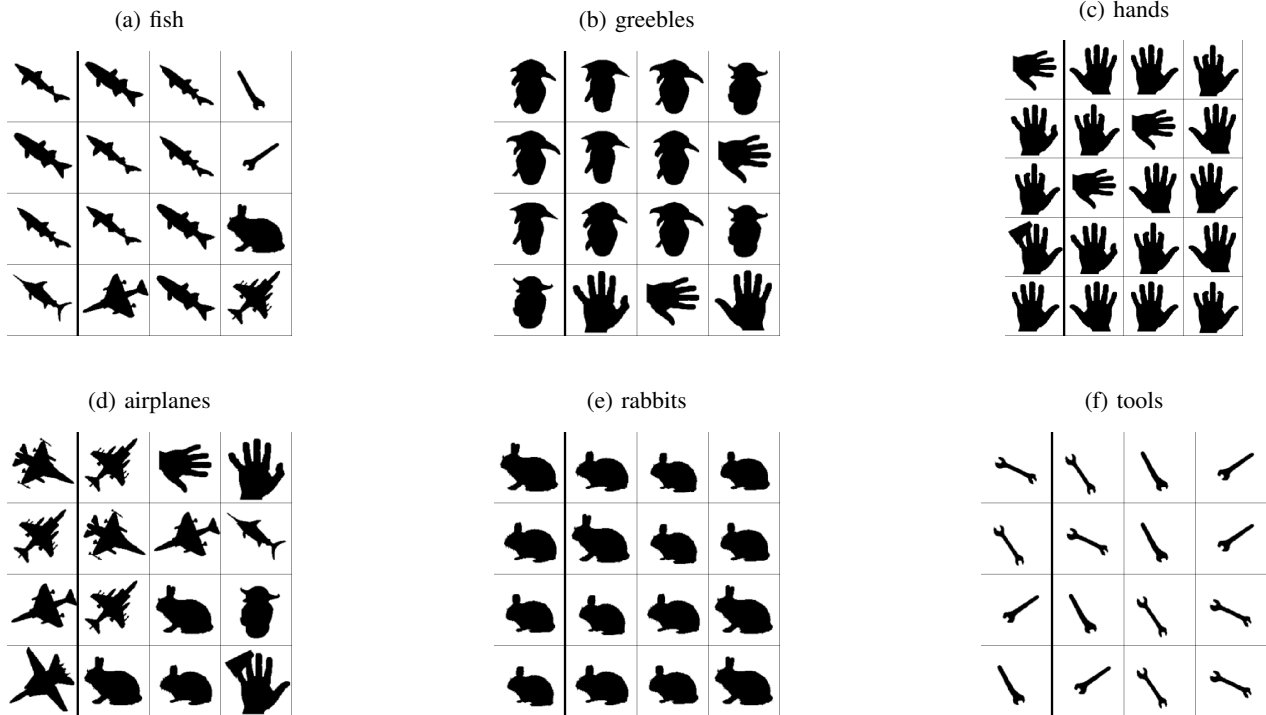 (a) fish
(b) greebles
(c) hands
(d) airplanes
(e) rabbits
(f) tools